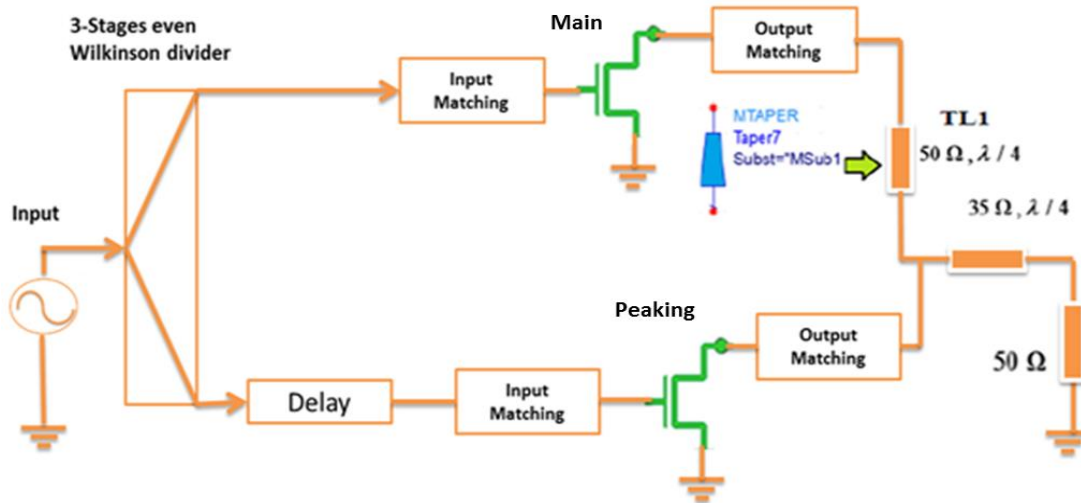 3-Stages even
Wilkinson divider
Main
Output
Matching
Input
Matching
MTAPER
Taper7
Subst="MSub1
TL1
50 Ω , λ / 4
35 Ω , λ / 4
Input
Peaking
Output
Matching
50 Ω
Delay
Input
Matching